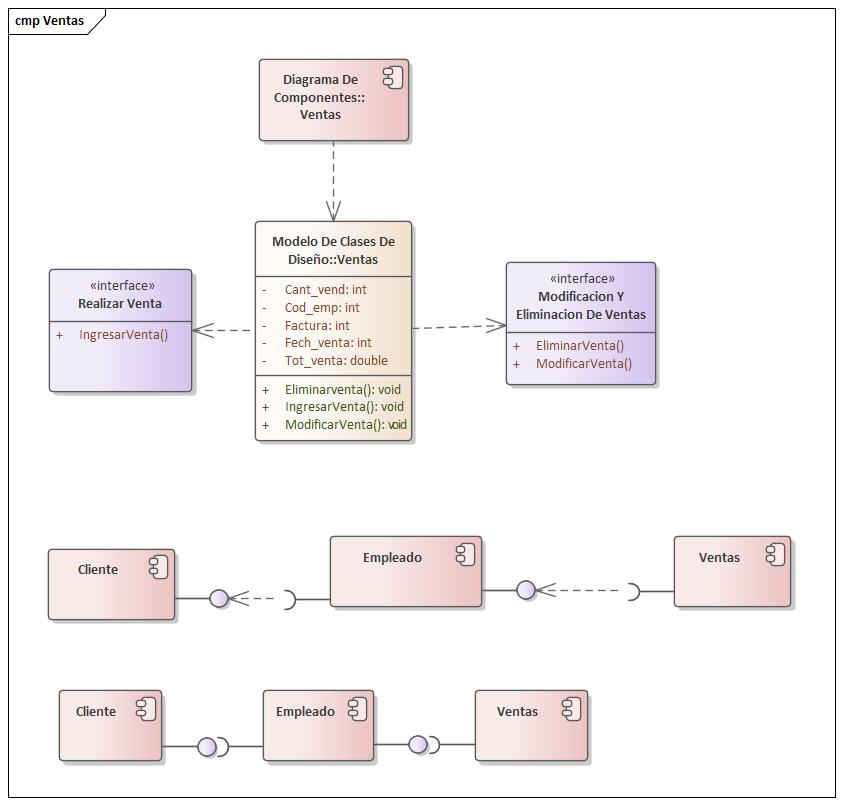 cmp Ventas
Diagrama De
Componentes::
Ventas
Modelo De Clases De
Diseño::Ventas
- Cant_vend: int
- Cod_emp: int
- Factura: int
- Fech_venta: int
- Tot_venta: double
+ Eliminarventa(): void
+ IngresarVenta(): void
+ ModificarVenta(): void
«interface»
Realizar Venta
+ IngresarVenta()
«interface»
Modificacion Y
Eliminacion De Ventas
+ EliminarVenta()
+ ModificarVenta()
Cliente
Empleado
Ventas
Cliente
Empleado
Ventas